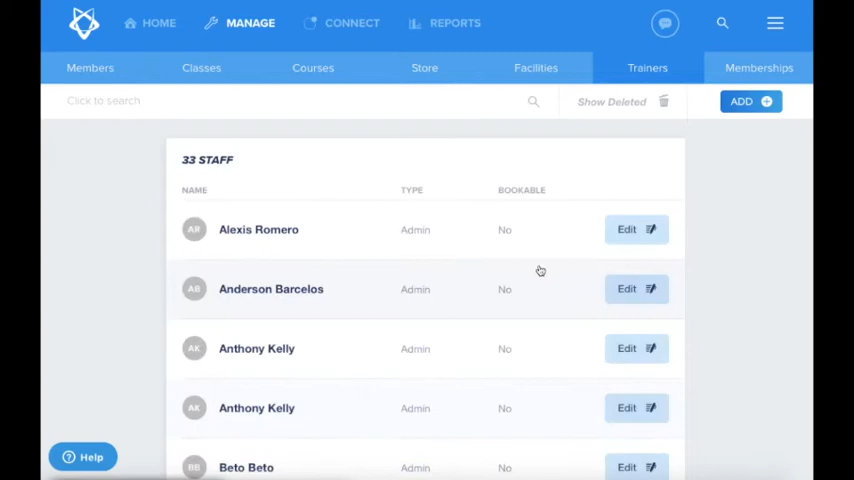 HOME MANAGE CONNECT REPORTS
Members Classes Courses Store Facilities Trainers Memberships
Click to search Show Deleted ADD
33 STAFF
NAME TYPE BOOKABLE
AR Alexis Romero Admin No Edit
AB Anderson Barcelos Admin No Edit
AK Anthony Kelly Admin No Edit
AK Anthony Kelly Admin No Edit
BB Beto Beto Admin No Edit
? Help